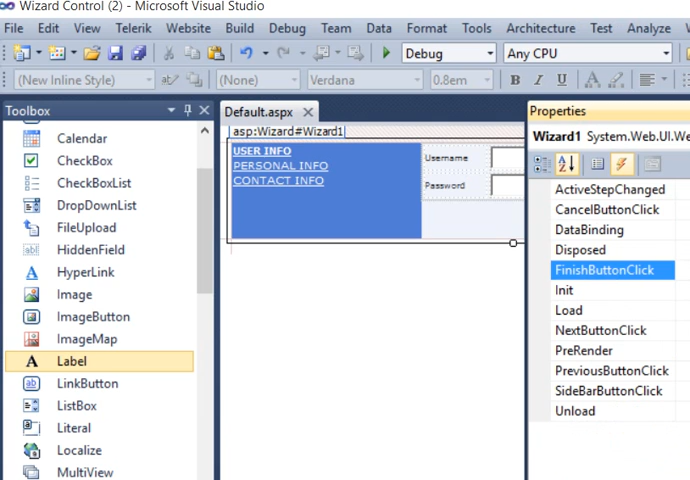 Wizard Control (2) - Microsoft Visual Studio
File Edit View Telerik Website Build Debug Team Data Format Tools Architecture Test Analyze
Debug Any CPU
(New Inline Style) (None) Verdana 0.8em B I U A
Toolbox
Calendar
CheckBox
CheckBoxList
DropDownList
FileUpload
HiddenField
HyperLink
Image
ImageButton
ImageMap
Label
LinkButton
ListBox
Literal
Localize
MultiView
Default.aspx
asp:Wizard#Wizard1
USER INFO
PERSONAL INFO
CONTACT INFO
Username
Password
Properties
Wizard1 System.Web.UI.We
ActiveStepChanged
CancelButtonClick
DataBinding
Disposed
FinishButtonClick
Init
Load
NextButtonClick
PreRender
PreviousButtonClick
SideBarButtonClick
Unload